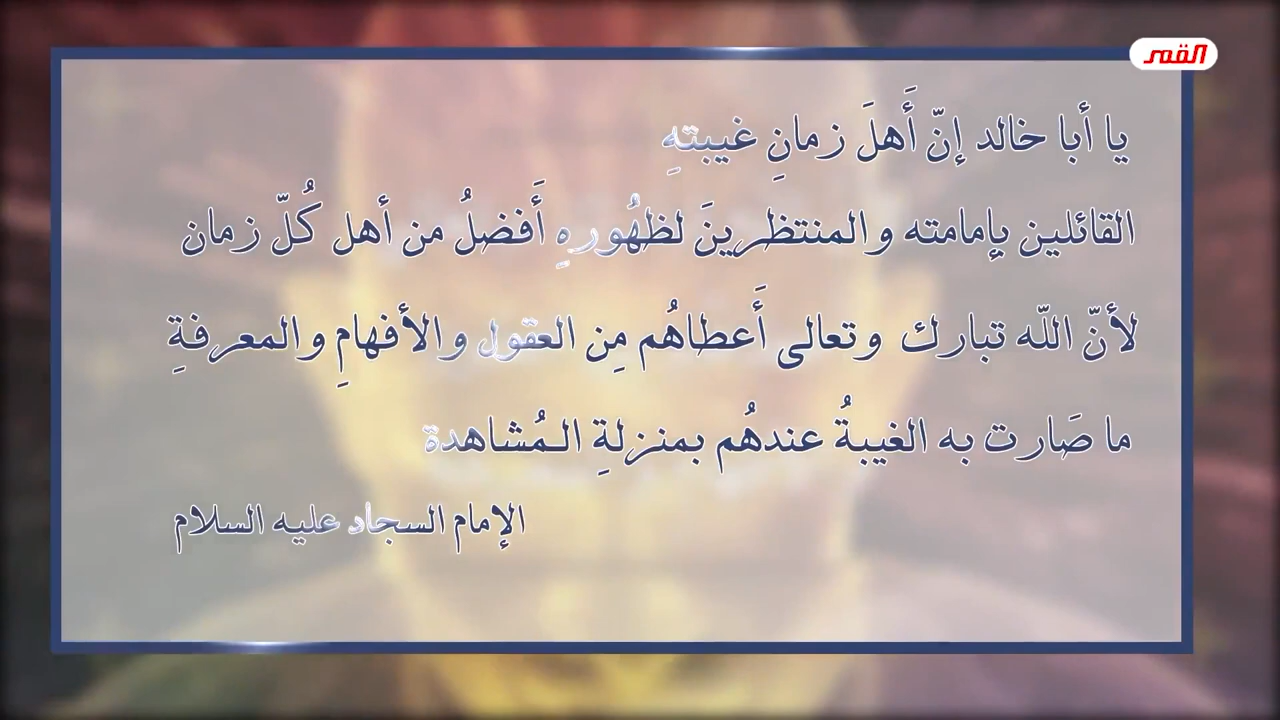 القمر
يا أبا خالد إنّ أَهلَ زمانِ غيبتهِ
القائلين بإمامته والمنتظرينَ لظهُورهِ أَفضلُ من أهل كُلّ زمان
لأنّ اللّه تبارك وتعالى أَعطاهُم مِن العقول والأفهامِ والمعرفةِ
ما صَارت به الغيبةُ عندهُم بمنزلةِ الـمُشاهدة
الإمام السجاد عليه السلام